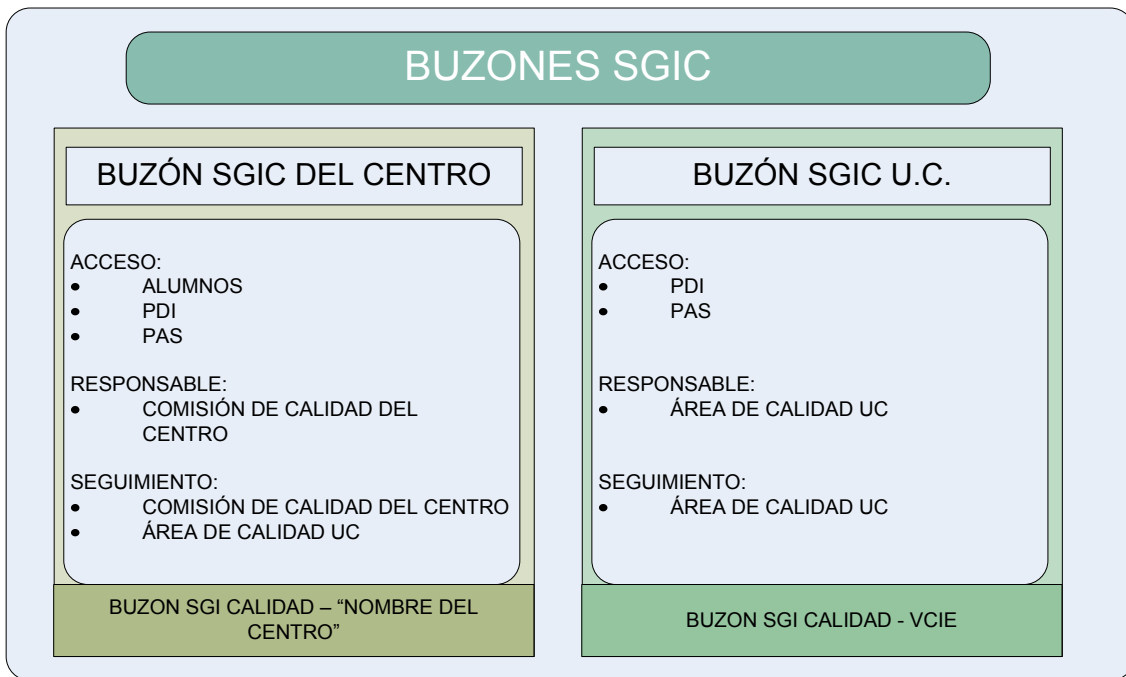 BUZONES SGIC
BUZÓN SGIC DEL CENTRO
ACCESO:
• ALUMNOS
• PDI
• PAS
RESPONSABLE:
• COMISIÓN DE CALIDAD DEL
CENTRO
SEGUIMIENTO:
• COMISIÓN DE CALIDAD DEL CENTRO
• ÁREA DE CALIDAD UC
BUZON SGI CALIDAD – “NOMBRE DEL
CENTRO”
BUZÓN SGIC U.C.
ACCESO:
• PDI
• PAS
RESPONSABLE:
• ÁREA DE CALIDAD UC
SEGUIMIENTO:
• ÁREA DE CALIDAD UC
BUZON SGI CALIDAD - VCIE